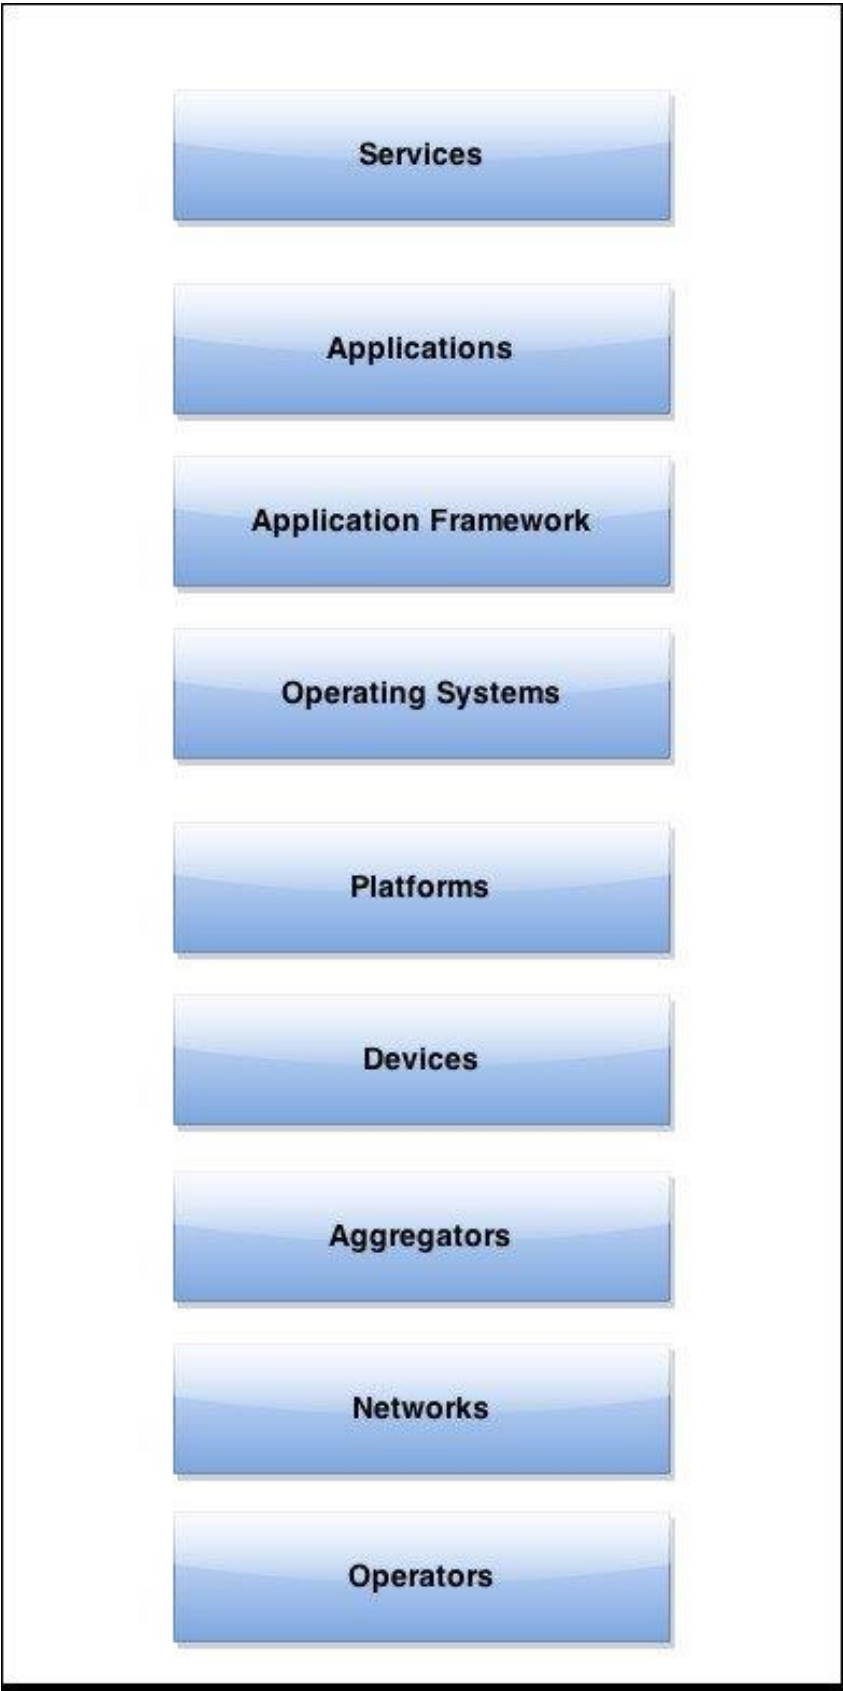 Services
Applications
Application Framework
Operating Systems
Platforms
Devices
Aggregators
Networks
Operators